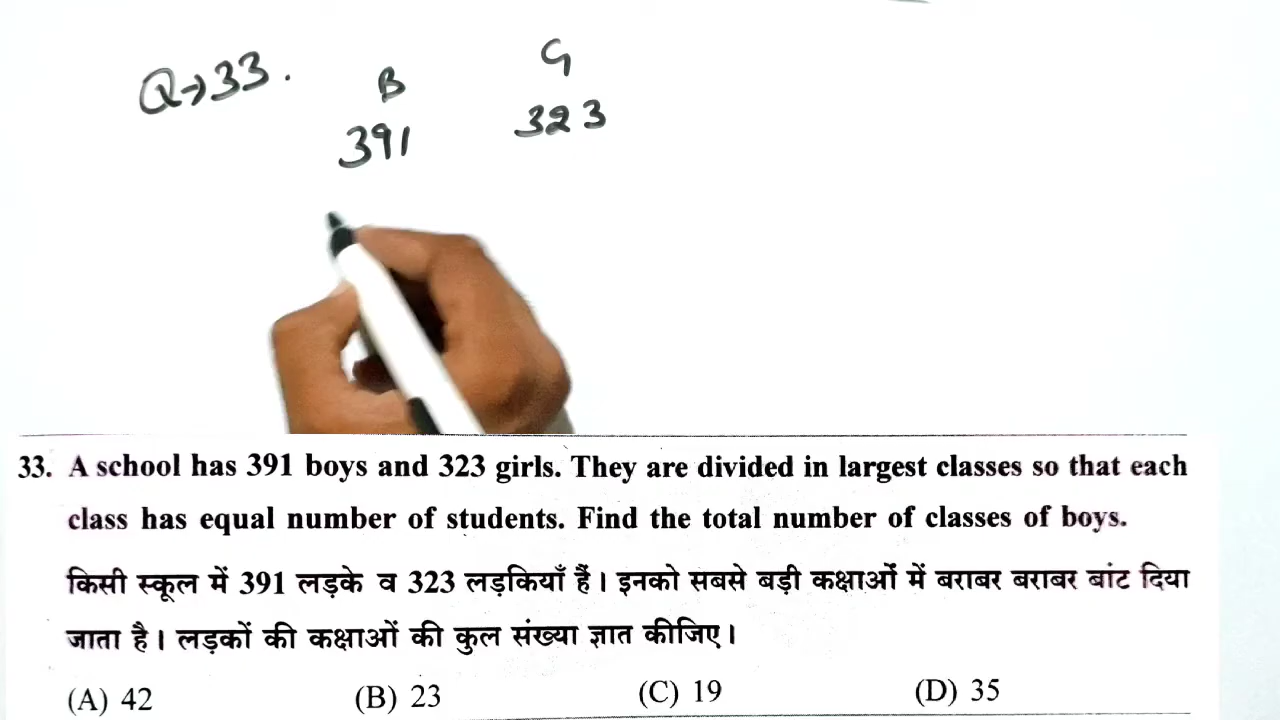 Q→33.
B G
391 323
33. A school has 391 boys and 323 girls. They are divided in largest classes so that each
class has equal number of students. Find the total number of classes of boys.
किसी स्कूल में 391 लड़के व 323 लड़कियाँ हैं। इनको सबसे बड़ी कक्षाओं में बराबर बराबर बांट दिया
जाता है। लड़कों की कक्षाओं की कुल संख्या ज्ञात कीजिए।
(A) 42 (B) 23 (C) 19 (D) 35